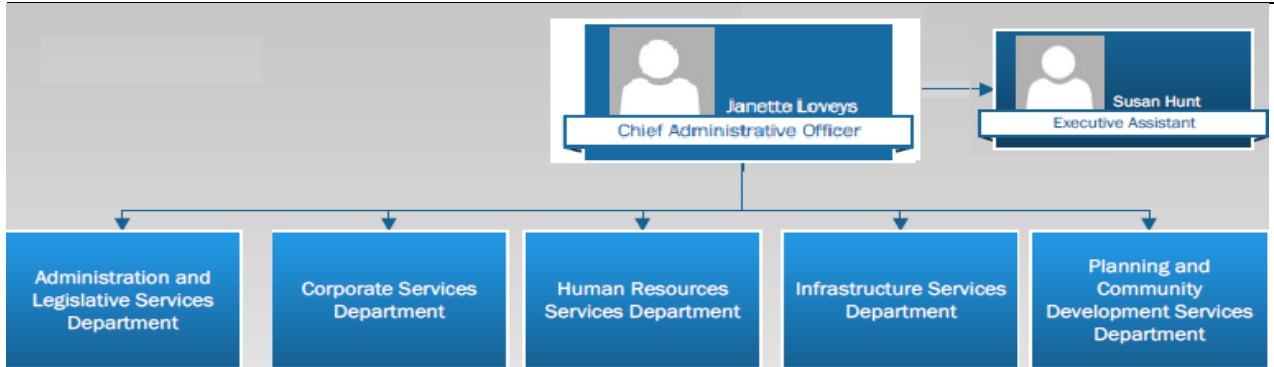 Janette Loveys
Chief Administrative Officer
Susan Hunt
Executive Assistant
Administration and
Legislative Services
Department
Corporate Services
Department
Human Resources
Services Department
Infrastructure Services
Department
Planning and
Community
Development Services
Department